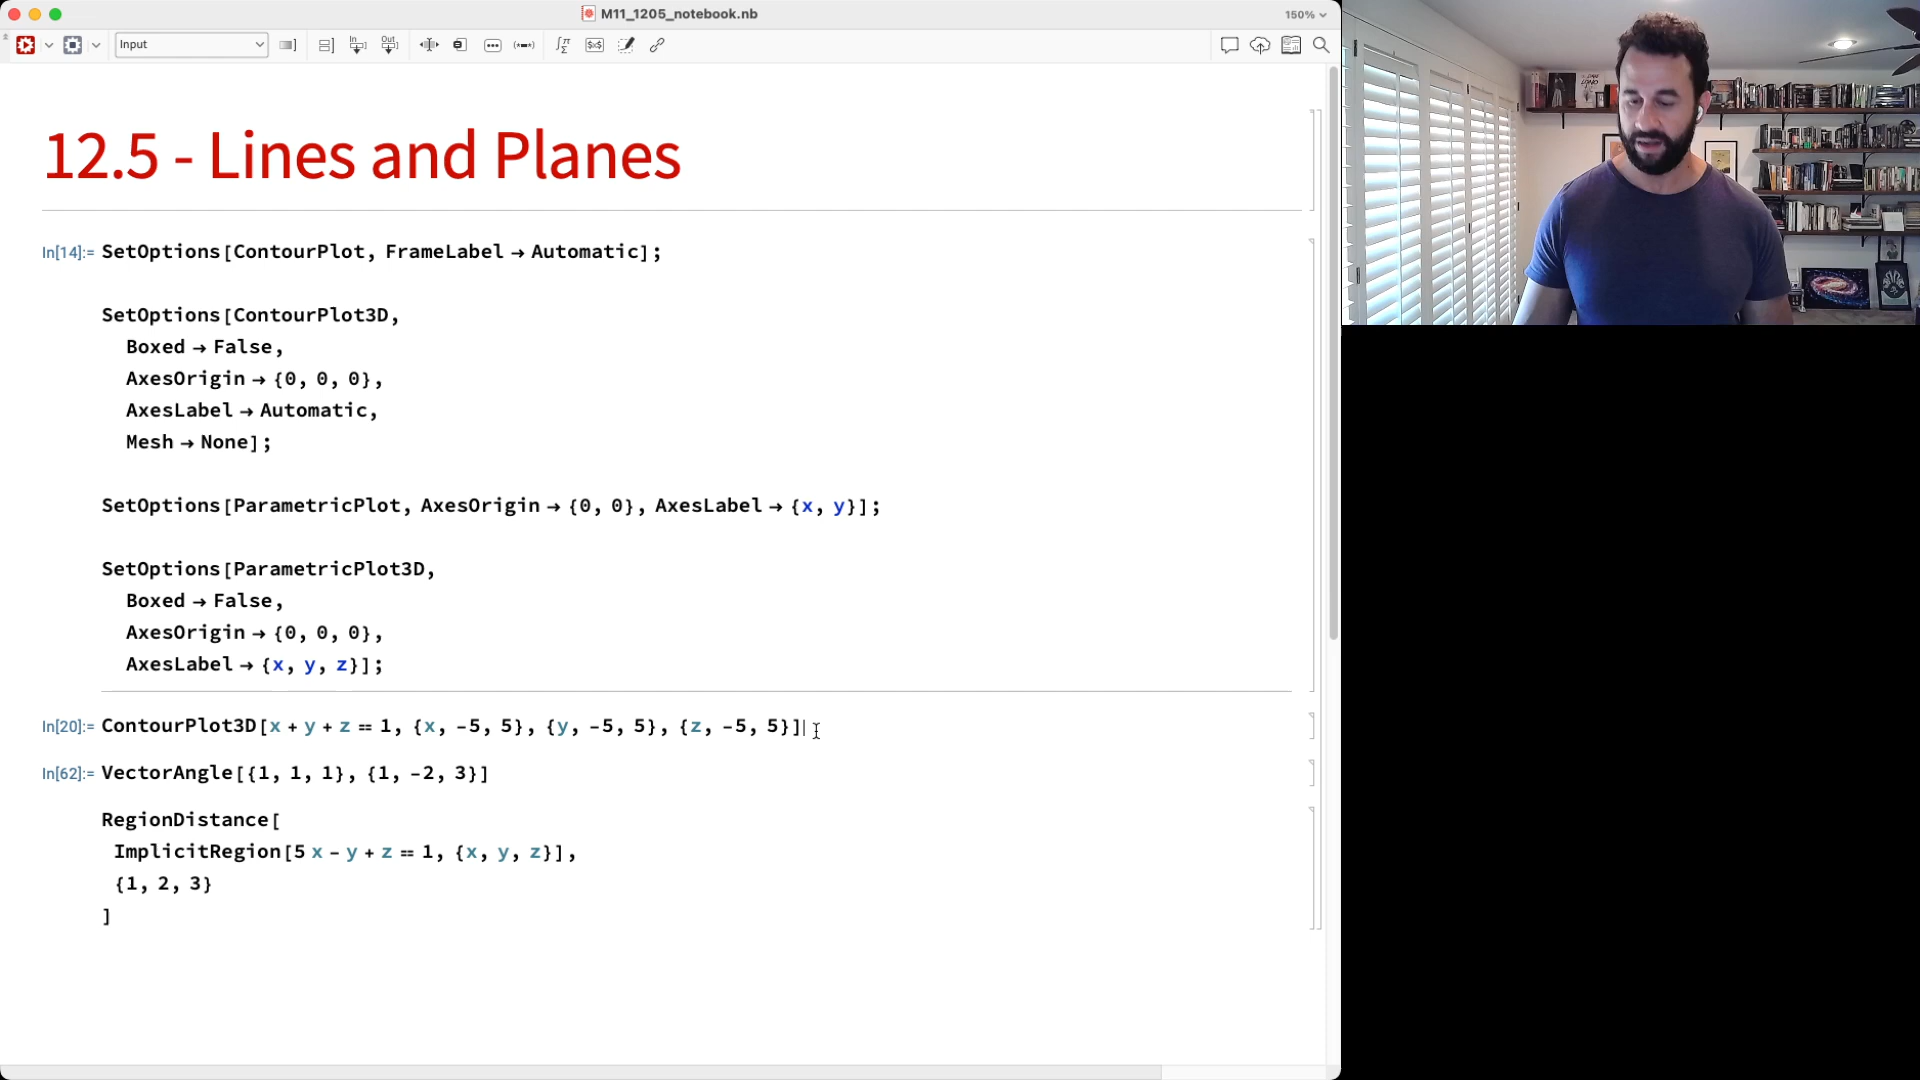 M11_1205_notebook.nb
150%
Input
12.5 - Lines and Planes
In[14]:= SetOptions[ContourPlot, FrameLabel → Automatic];
SetOptions[ContourPlot3D,
Boxed → False,
AxesOrigin → {0, 0, 0},
AxesLabel → Automatic,
Mesh → None];
SetOptions[ParametricPlot, AxesOrigin → {0, 0}, AxesLabel → {x, y}];
SetOptions[ParametricPlot3D,
Boxed → False,
AxesOrigin → {0, 0, 0},
AxesLabel → {x, y, z}];
In[20]:= ContourPlot3D[x + y + z == 1, {x, -5, 5}, {y, -5, 5}, {z, -5, 5}]
In[62]:= VectorAngle[{1, 1, 1}, {1, -2, 3}]
RegionDistance[
ImplicitRegion[5 x - y + z == 1, {x, y, z}],
{1, 2, 3}
]